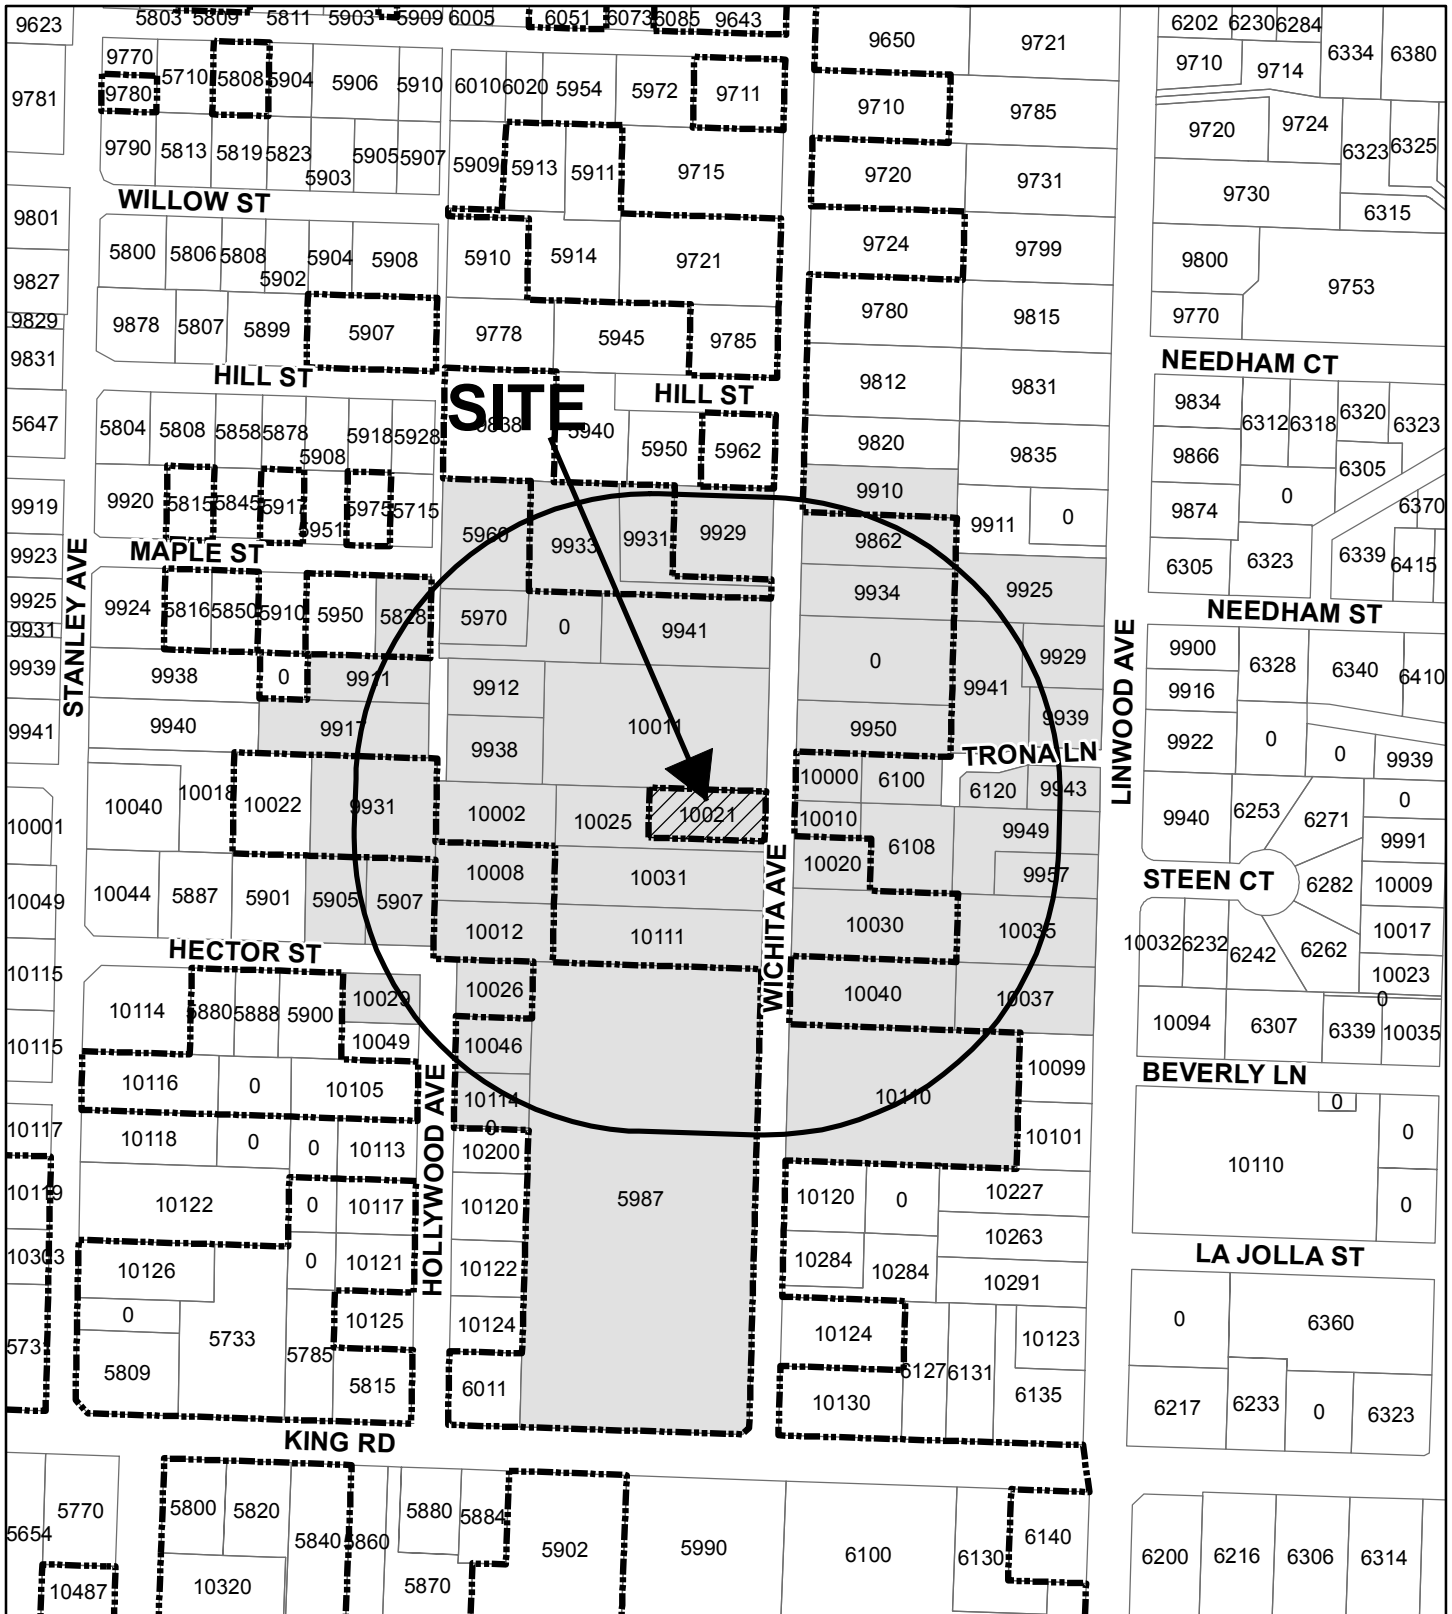 9623 5803 5809 5811 5903 5909 6005 6051 6073 6085 9643 9650 9721 6202 6230 6284 6334 6380
9770 5710 5808 5904 5906 5910 6010 6020 5954 5972 9711 9710 9714
9781 9780 9710 9785 9720 9724
9790 5813 5819 5823 5903 5905 5907 5909 5913 5911 9715 9720 9731 6323 6325
9730
WILLOW ST
9801 6315
5800 5806 5808 5902 5904 5908 5910 5914 9721 9724 9799 9800 9753
9827
9829 9878 5807 5899 5907 9778 5945 9785 9780 9815 9770
9831
HILL ST
HILL ST
NEEDHAM CT
SITE
9838 5940 9812 9831 9834 6312 6318 6320 6323
5647 5804 5808 5858 5878 5908 5918 5928 5950 5962 9820 9835 9866 6305
9919 9920 5815 5845 5917 5951 5975 5715 9910 0 9874 6370
5960 9933 9931 9929 9862 9911 0
9923
MAPLE ST
6305 6323 6339 6415
9925 9924 5816 5850 5910 5950 5828 5970 0 9941 9934 9925
NEEDHAM ST
9931
STANLEY AVE
9939 9938 0 9911 9912 0 9941 9929 9900 6328 6340 6410
9916
9941 9940 9917 9938 10011 9950 9939 9922 0 0 9939
TRONA LN
LINWOOD AVE
10001 10040 10018 10022 9931 10002 10025 10021 10000 6100 6120 9943 9940 6253 6271 0
10010 6108 9949 9991
10049 10044 5887 5901 5905 5907 10008 10031 10020 9957
STEEN CT
6282 10009
WICHITA AVE
10012 10111 10030 10035 10032 6232 6242 6262 10017
HECTOR ST
10115 10023
0
10114 5880 5888 5900 10029 10026 10040 10037 10094 6307 6339 10035
10115 10049 10046 10099
BEVERLY LN
10116 0 10105
HOLLYWOOD AVE
10114 10110 0
0
10117 10118 0 0 10113 10200 10101 10110 0
10119 10122 0 10117 10120 5987 10120 0 10227 0
10263
LA JOLLA ST
10303 10126 0 10121 10122 10284 10284 10291
0 10125 10124 10124 10123 0 6360
573 5733 5785
5809 5815 6011 10130 6127 6131 6135 6217 6233 0 6323
KING RD
5654 5770 5800 5820 5840 5860 5880 5884 5902 5990 6100 6130 6140 6200 6216 6306 6314
10487 10320 5870